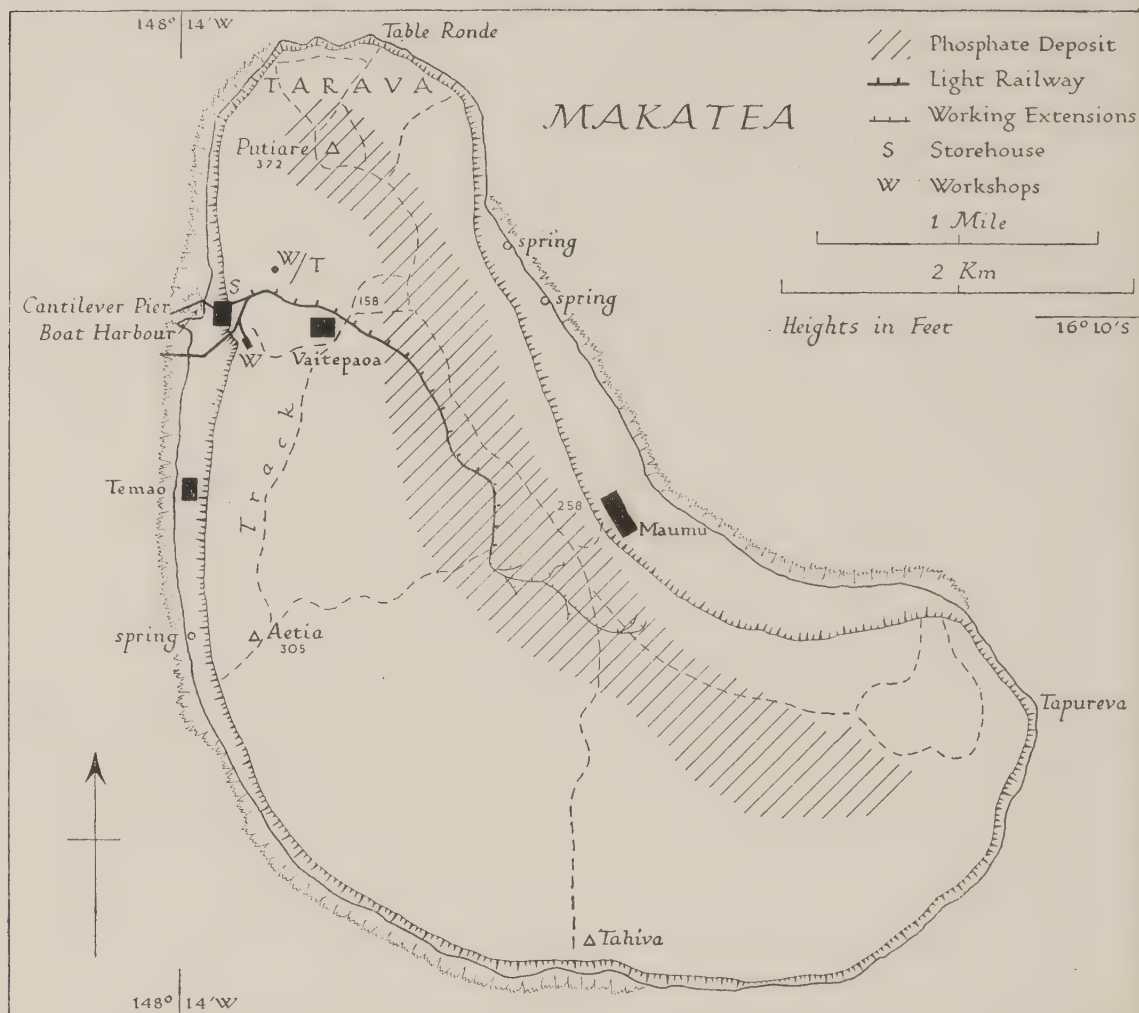 148° 14'W
Table Ronde
TARAVA
MAKATEA
Phosphate Deposit
Light Railway
Working Extensions
S Storehouse
W Workshops
1 Mile
2 Km
Heights in Feet
16° 10'S
Putiare
372
spring
spring
W
T
S
158
Cantilever Pier
Boat Harbour
W
Vaitepaoa
Track
Temao
258
Maumu
spring
Aetia
305
Tapureva
Tahiva
148° 14'W